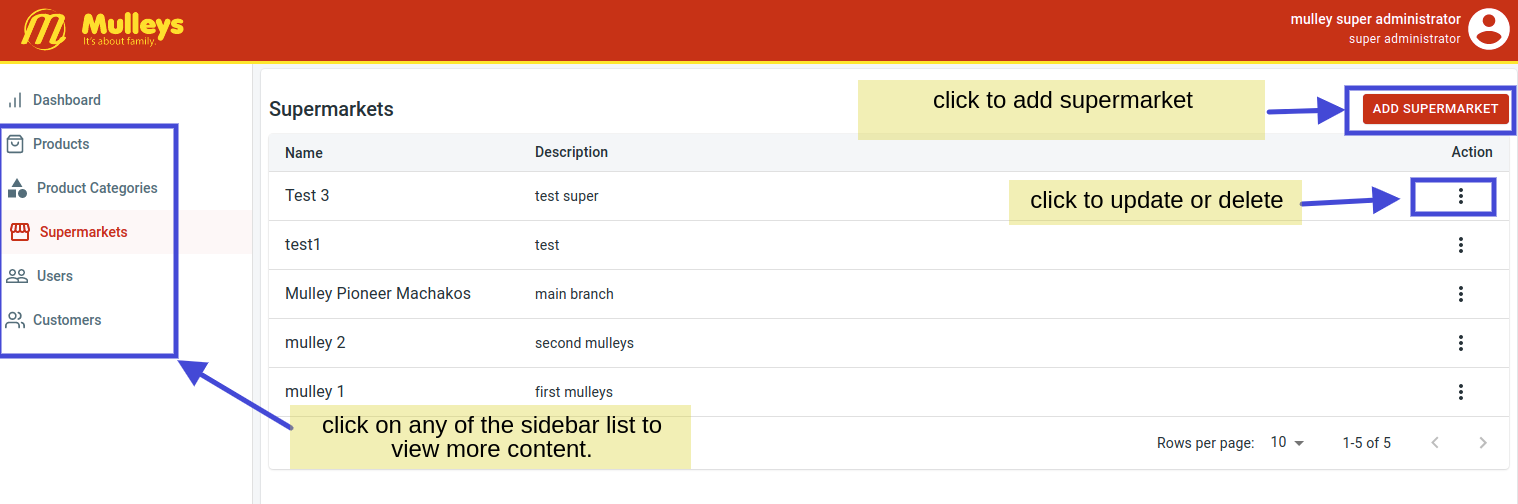 Mulleys
It's about family.
mulley super administrator
super administrator
Dashboard
Products
Product Categories
Supermarkets
Users
Customers
Supermarkets
click to add supermarket
ADD SUPERMARKET
Name Description Action
Test 3 test super
click to update or delete
test1 test
Mulley Pioneer Machakos main branch
mulley 2 second mulleys
mulley 1 first mulleys
click on any of the sidebar list to
view more content.
Rows per page: 10 1-5 of 5